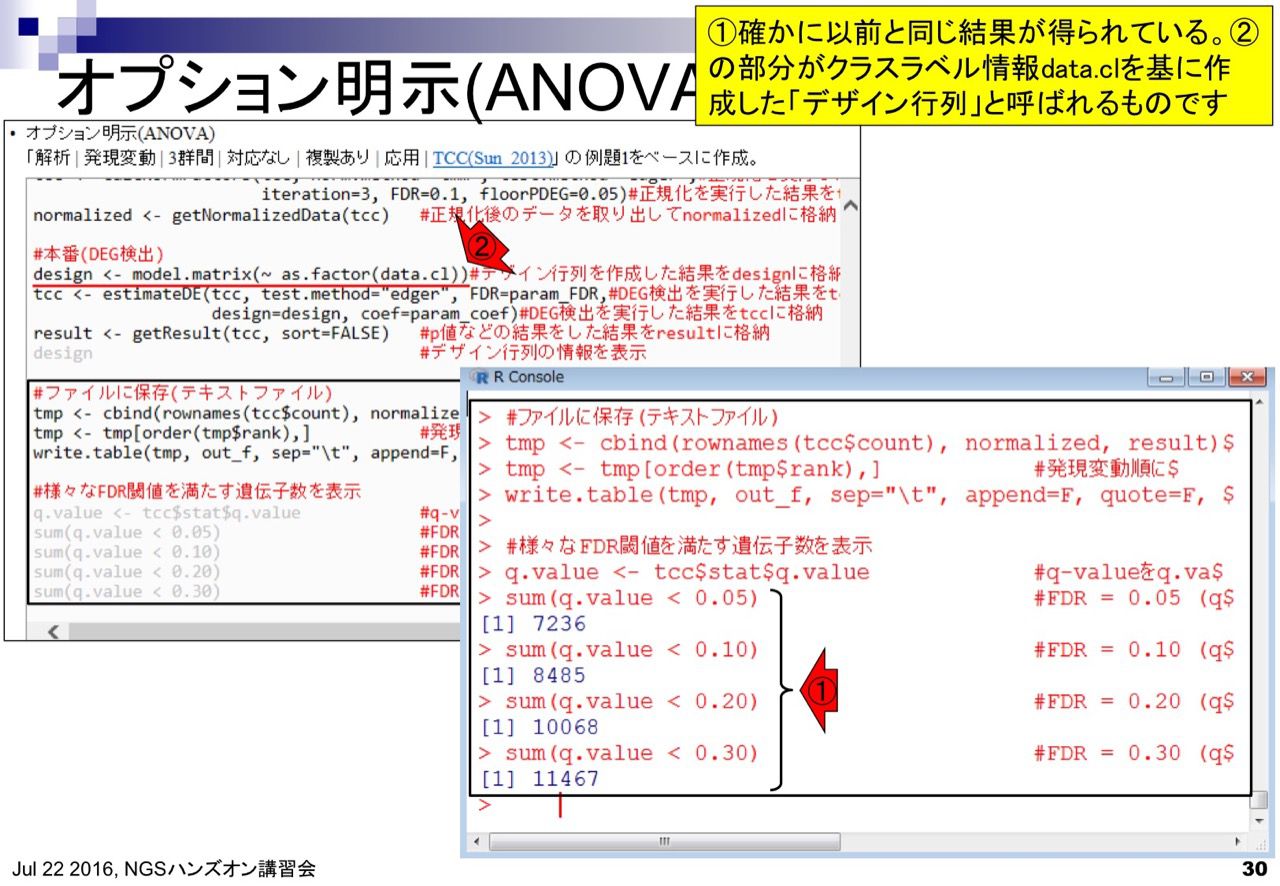 ①確かに以前と同じ結果が得られている。②
の部分がクラスラベル情報data.clを基に作
成した「デザイン行列」と呼ばれるものです
オプション明示(ANOVA
• オプション明示(ANOVA)
「解析 | 発現変動 | 3群間 | 対応なし | 複製あり | 応用 | TCC(Sun_2013)」の例題1をベースに作成。
iteration=3, FDR=0.1, floorPDEG=0.05)#正規化を実行した結果を
normalized <- getNormalizedData(tcc) #正規化後のデータを取り出してnormalizedに格納
②
#本番(DEG検出)
design <- model.matrix(~ as.factor(data.cl))#デザイン行列を作成した結果をdesignに格
tcc <- estimateDE(tcc, test.method="edger", FDR=param_FDR,#DEG検出を実行した結果をt
design=design, coef=param_coef)#DEG検出を実行した結果をtccに格納
result <- getResult(tcc, sort=FALSE) #p値などの結果をした結果をresultに格納
design #デザイン行列の情報を表示
#ファイルに保存(テキストファイル)
tmp <- cbind(rownames(tcc$count), normalize
tmp <- tmp[order(tmp$rank),] #発現
write.table(tmp, out_f, sep="\t", append=F,
#様々なFDR閾値を満たす遺伝子数を表示
q.value <- tcc$stat$q.value #q-v
sum(q.value < 0.05) #FDR
sum(q.value < 0.10) #FDR
sum(q.value < 0.20) #FDR
sum(q.value < 0.30) #FDR
R Console
> #ファイルに保存(テキストファイル)
> tmp <- cbind(rownames(tcc$count), normalized, result)$
> tmp <- tmp[order(tmp$rank),] #発現変動順に$
> write.table(tmp, out_f, sep="\t", append=F, quote=F, $
>
> #様々なFDR閾値を満たす遺伝子数を表示
> q.value <- tcc$stat$q.value #q-valueをq.va$
> sum(q.value < 0.05) #FDR = 0.05 (q$
[1] 7236
> sum(q.value < 0.10) #FDR = 0.10 (q$
[1] 8485
①
> sum(q.value < 0.20) #FDR = 0.20 (q$
[1] 10068
> sum(q.value < 0.30) #FDR = 0.30 (q$
[1] 11467
>
Jul 22 2016, NGSハンズオン講習会
30